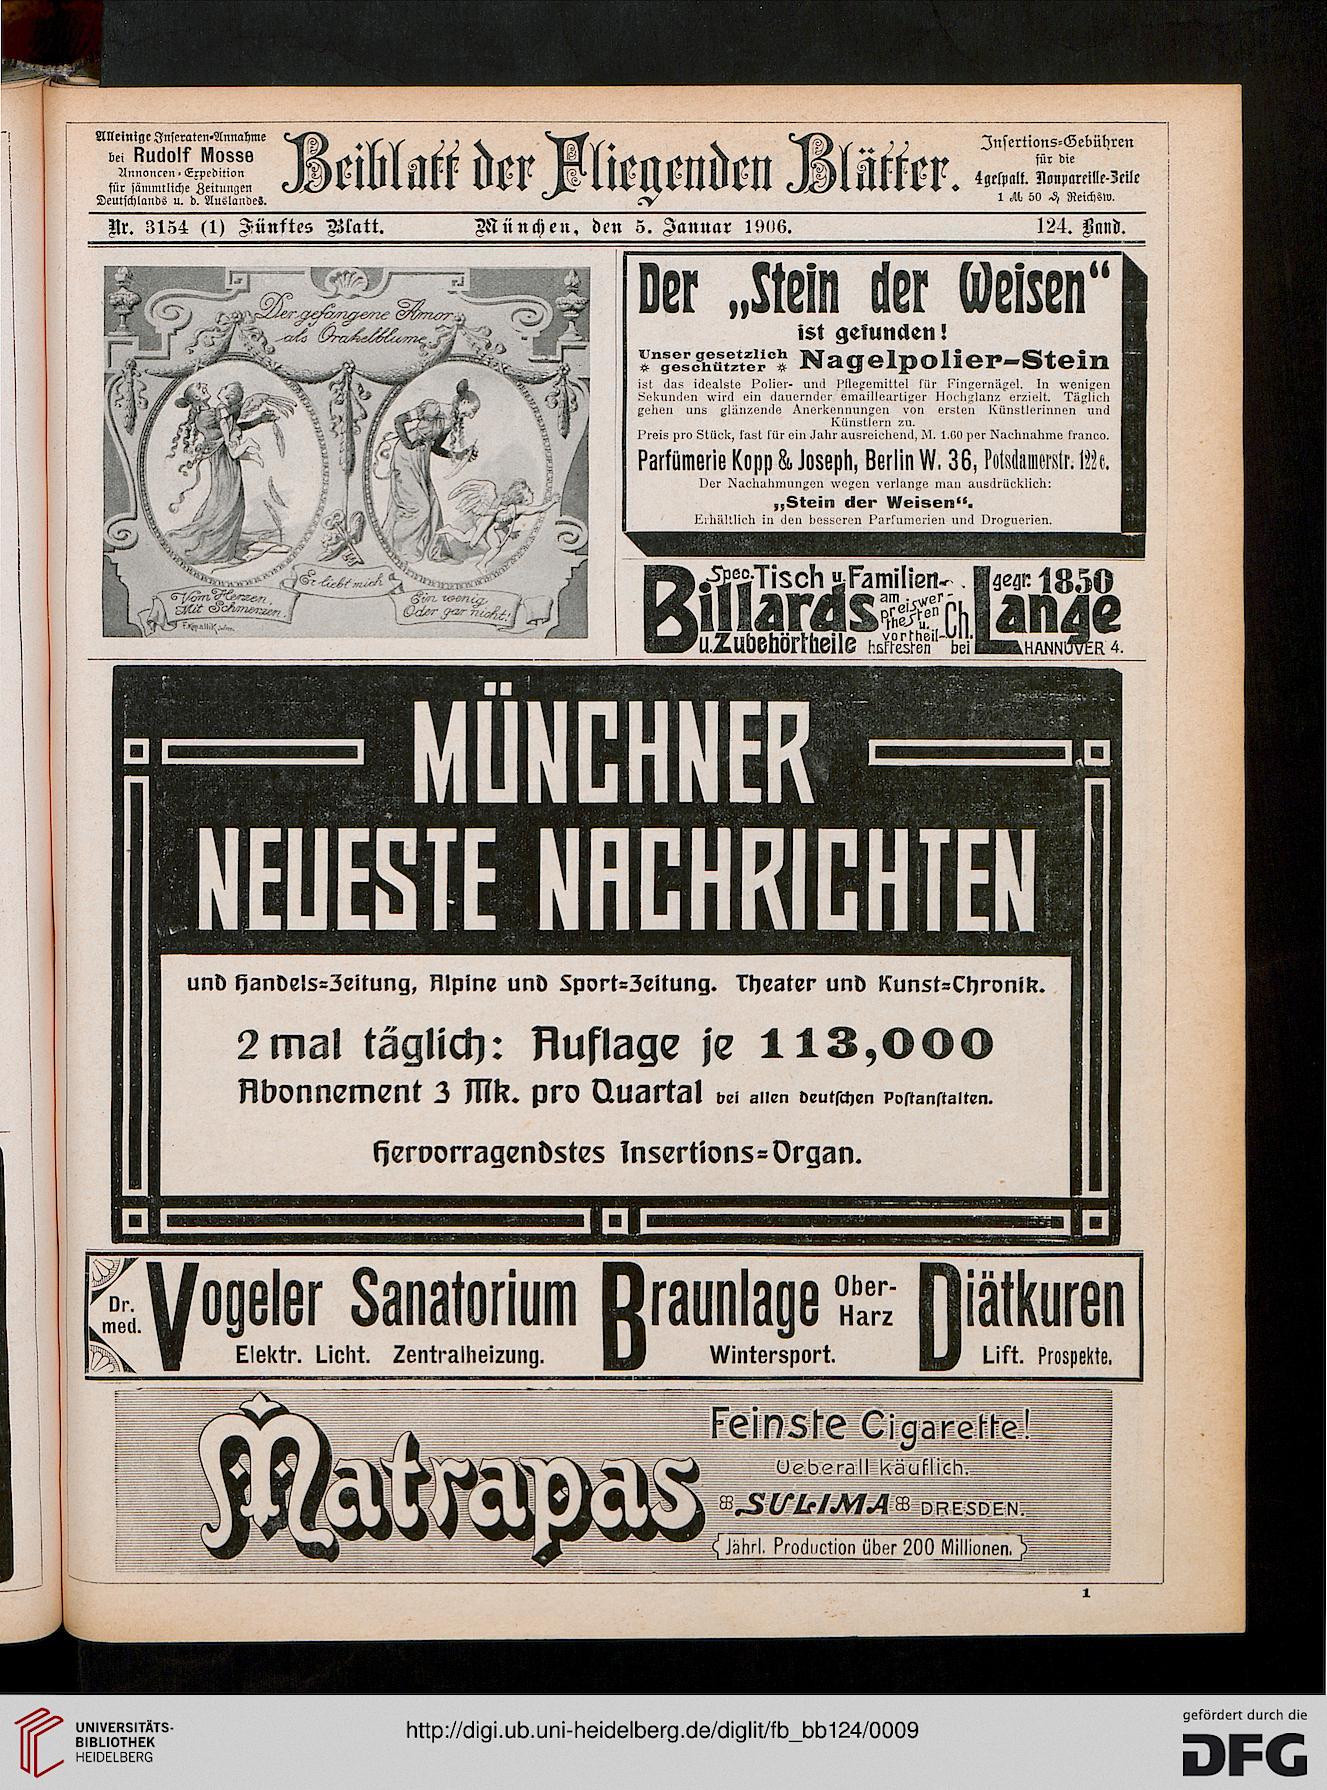 Alleinige Inseraten-Annahme
bei Rudolf Mosse
Annoncen-Expedition
für sämmtliche Zeitungen
Deutschlands u. d. Auslandes.
Beiblatt der Fliegenden Blätter.
Insertions-Gebühren
für die
4gespalt. Nonpareille-Zeile
1 ℳ 50 ₰ Reichsw.
Nr. 3154 (1) Fünftes Blatt. München, den 5. Januar 1906. 124. Band.
Der gefangene Amor
als Orakelblume
Er liebt mich
Vom Herzen,
Mit Schmerzen.
Ein wenig,
Oder gar nicht!
Der „Stein der Weisen“
ist gefunden!
Unser gesetzlich
* geschützter *
Nagelpolier-Stein
ist das idealste Polier- und Pflegemittel für Fingernägel. In wenigen
Sekunden wird ein dauernder emailleartiger Hochglanz erzielt. Täglich
gehen uns glänzende Anerkennungen von ersten Künstlerinnen und
Künstlern zu.
Preis pro Stück, fast für ein Jahr ausreichend, M. 1.60 per Nachnahme franco.
Parfümerie Kopp & Joseph, Berlin W. 36, Potsdamerstr. 122 c.
Der Nachahmungen wegen verlange man ausdrücklich:
„Stein der Weisen“.
Erhältlich in den besseren Parfumerien und Droguerien.
Spec. Tisch u. Familien-
Billards
u. Zubehörtheile
am preiswer-
thesten
u.
vortheil-
haftesten
bei
Ch. Lange
gegr. 1850
HANNOVER 4.
MÜNCHNER
NEUESTE NACHRICHTEN
und Handels-Zeitung, Alpine und Sport-Zeitung. Theater und Kunst-Chronik.
2 mal täglich: Auflage je 113,000
Abonnement 3 Mk. pro Quartal bei allen deutschen Postanstalten.
Hervorragendstes Insertions-Organ.
Dr.
med.
Vogeler Sanatorium Braunlage Ober-
Harz Diätkuren
Elektr. Licht. Zentralheizung. Wintersport. Lift. Prospekte.
Matrapas
Feinste Cigarette!
Ueberall käuflich.
SULIMA DRESDEN.
Jährl. Production über 200 Millionen.
1
UNIVERSITÄTS-
BIBLIOTHEK
HEIDELBERG
http://digi.ub.uni-heidelberg.de/diglit/fb_bb124/0009
gefördert durch die
DFG